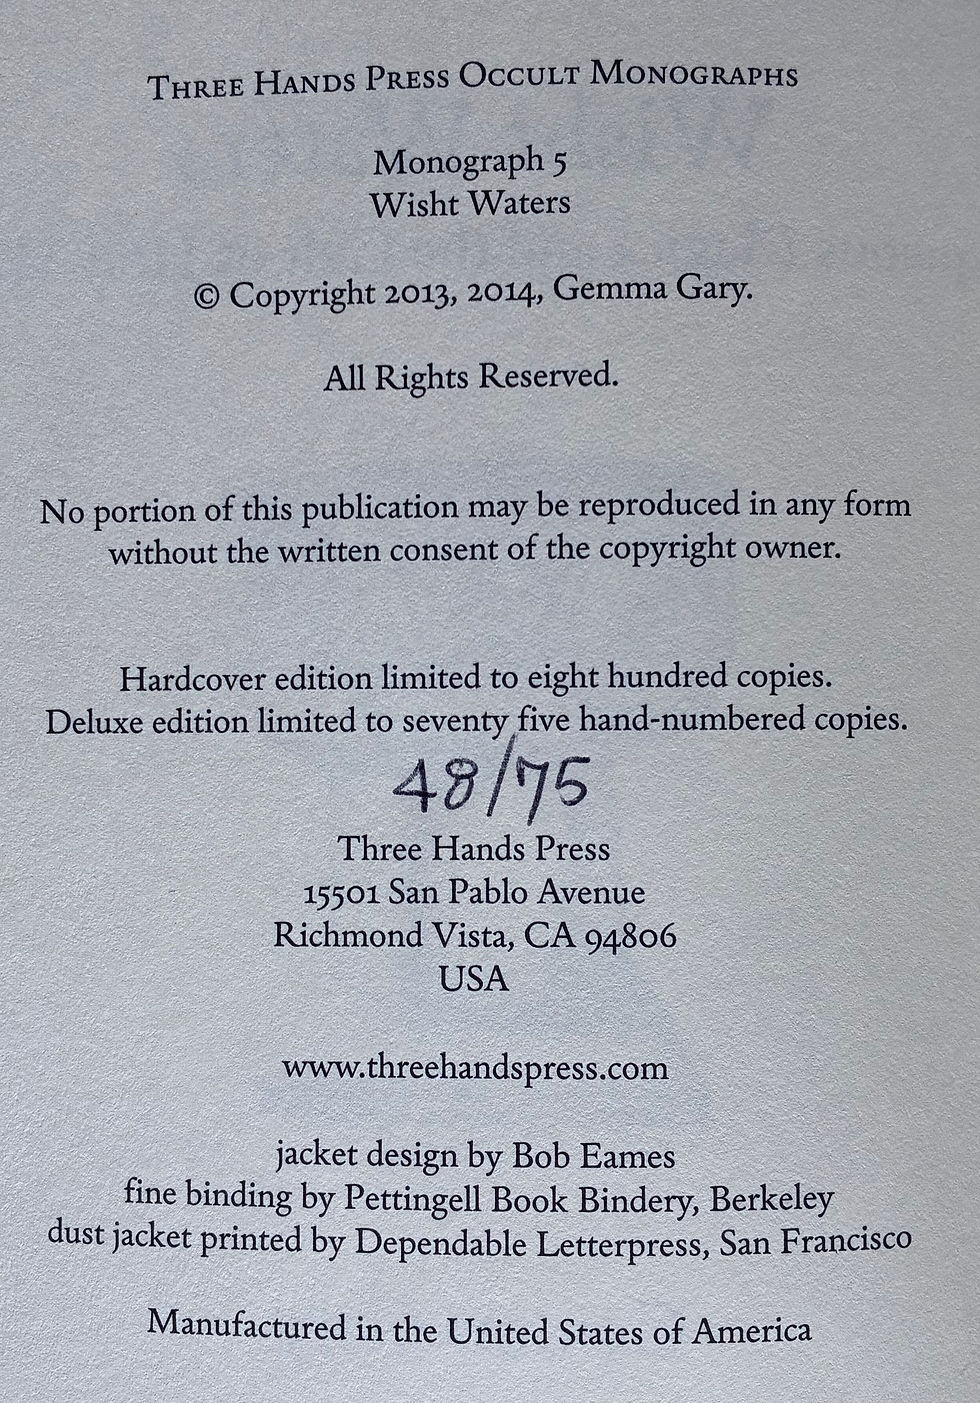 Three Hands Press Occult Monographs
Monograph 5
Wisht Waters
© Copyright 2013, 2014, Gemma Gary.
All Rights Reserved.
No portion of this publication may be reproduced in any form
without the written consent of the copyright owner.
Hardcover edition limited to eight hundred copies.
Deluxe edition limited to seventy five hand-numbered copies.
48/75
Three Hands Press
15501 San Pablo Avenue
Richmond Vista, CA 94806
USA
www.threehandspress.com
jacket design by Bob Eames
fine binding by Pettingell Book Bindery, Berkeley
dust jacket printed by Dependable Letterpress, San Francisco
Manufactured in the United States of America